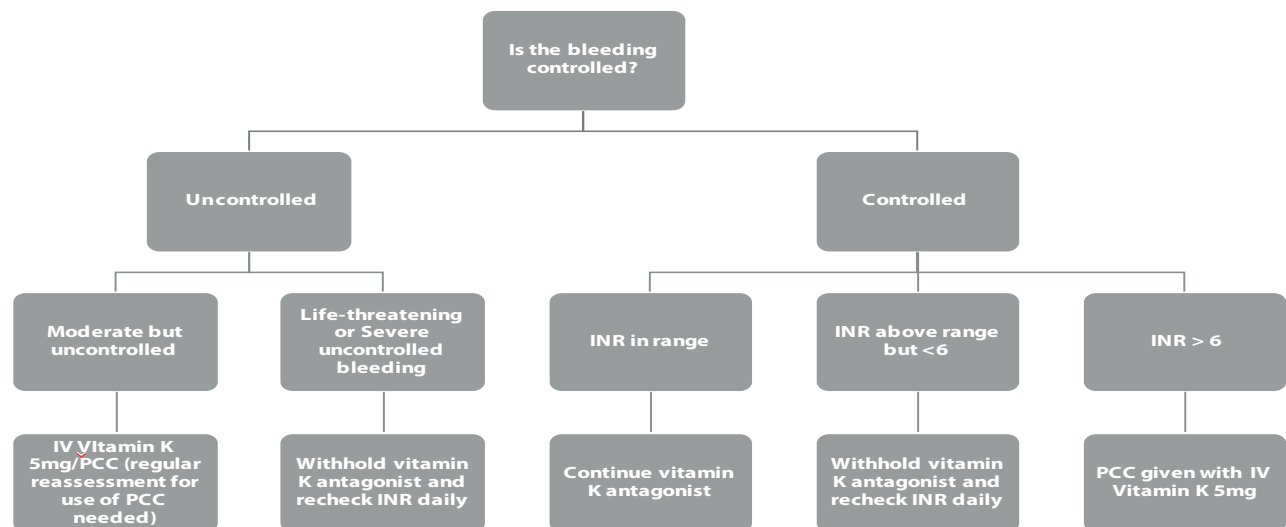 Is the bleeding
controlled?
Uncontrolled
Controlled
Moderate but
uncontrolled
Life-threatening
or Severe
uncontrolled
bleeding
INR in range
INR above range
but <6
INR > 6
IV VItamin K
5mg/PCC (regular
reassessment for
use of PCC
needed)
Withhold vitamin
K antagonist and
recheck INR daily
Continue vitamin
K antagonist
Withhold vitamin
K antagonist and
recheck INR daily
PCC given with IV
Vitamin K 5mg